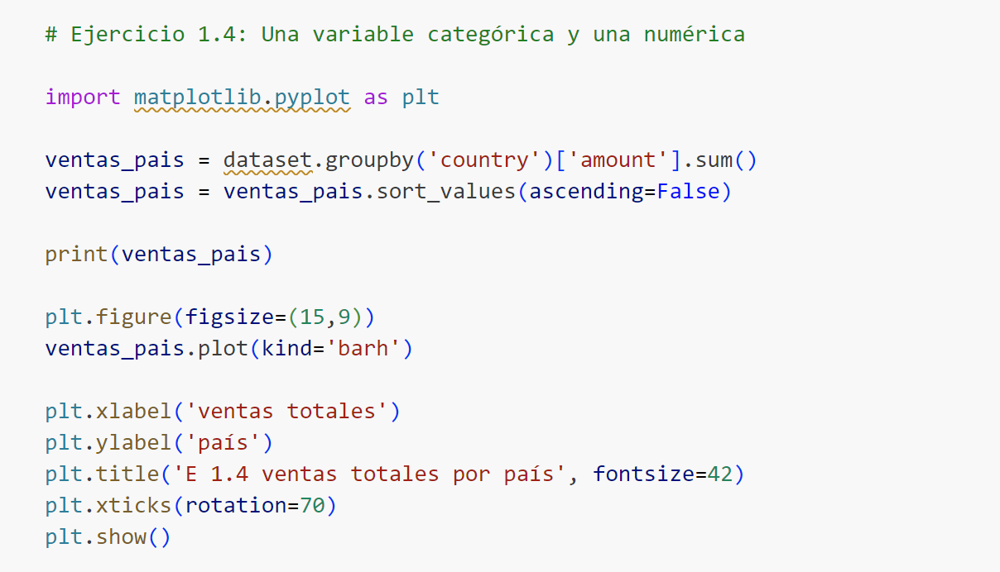 # Ejercicio 1.4: Una variable categórica y una numérica
import matplotlib.pyplot as plt
ventas_pais = dataset.groupby('country')['amount'].sum()
ventas_pais = ventas_pais.sort_values(ascending=False)
print(ventas_pais)
plt.figure(figsize=(15,9))
ventas_pais.plot(kind='barh')
plt.xlabel('ventas totales')
plt.ylabel('país')
plt.title('E 1.4 ventas totales por país', fontsize=42)
plt.xticks(rotation=70)
plt.show()